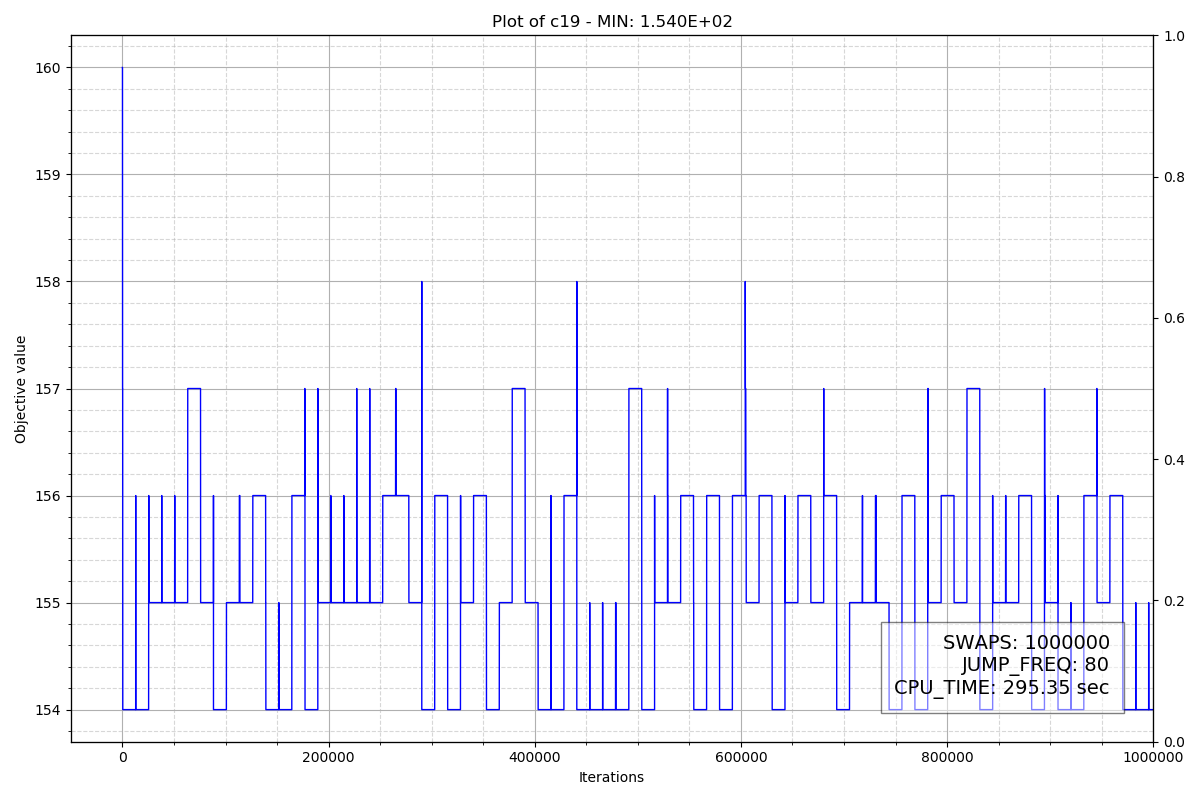 Plot of c19 - MIN: 1.540E+02
160
159
158
157
156
155
154
Objective value
1.0
0.8
0.6
0.4
0.2
0.0
SWAPS: 1000000
JUMP_FREQ: 80
CPU_TIME: 295.35 sec
0 200000 400000 600000 800000 1000000
Iterations